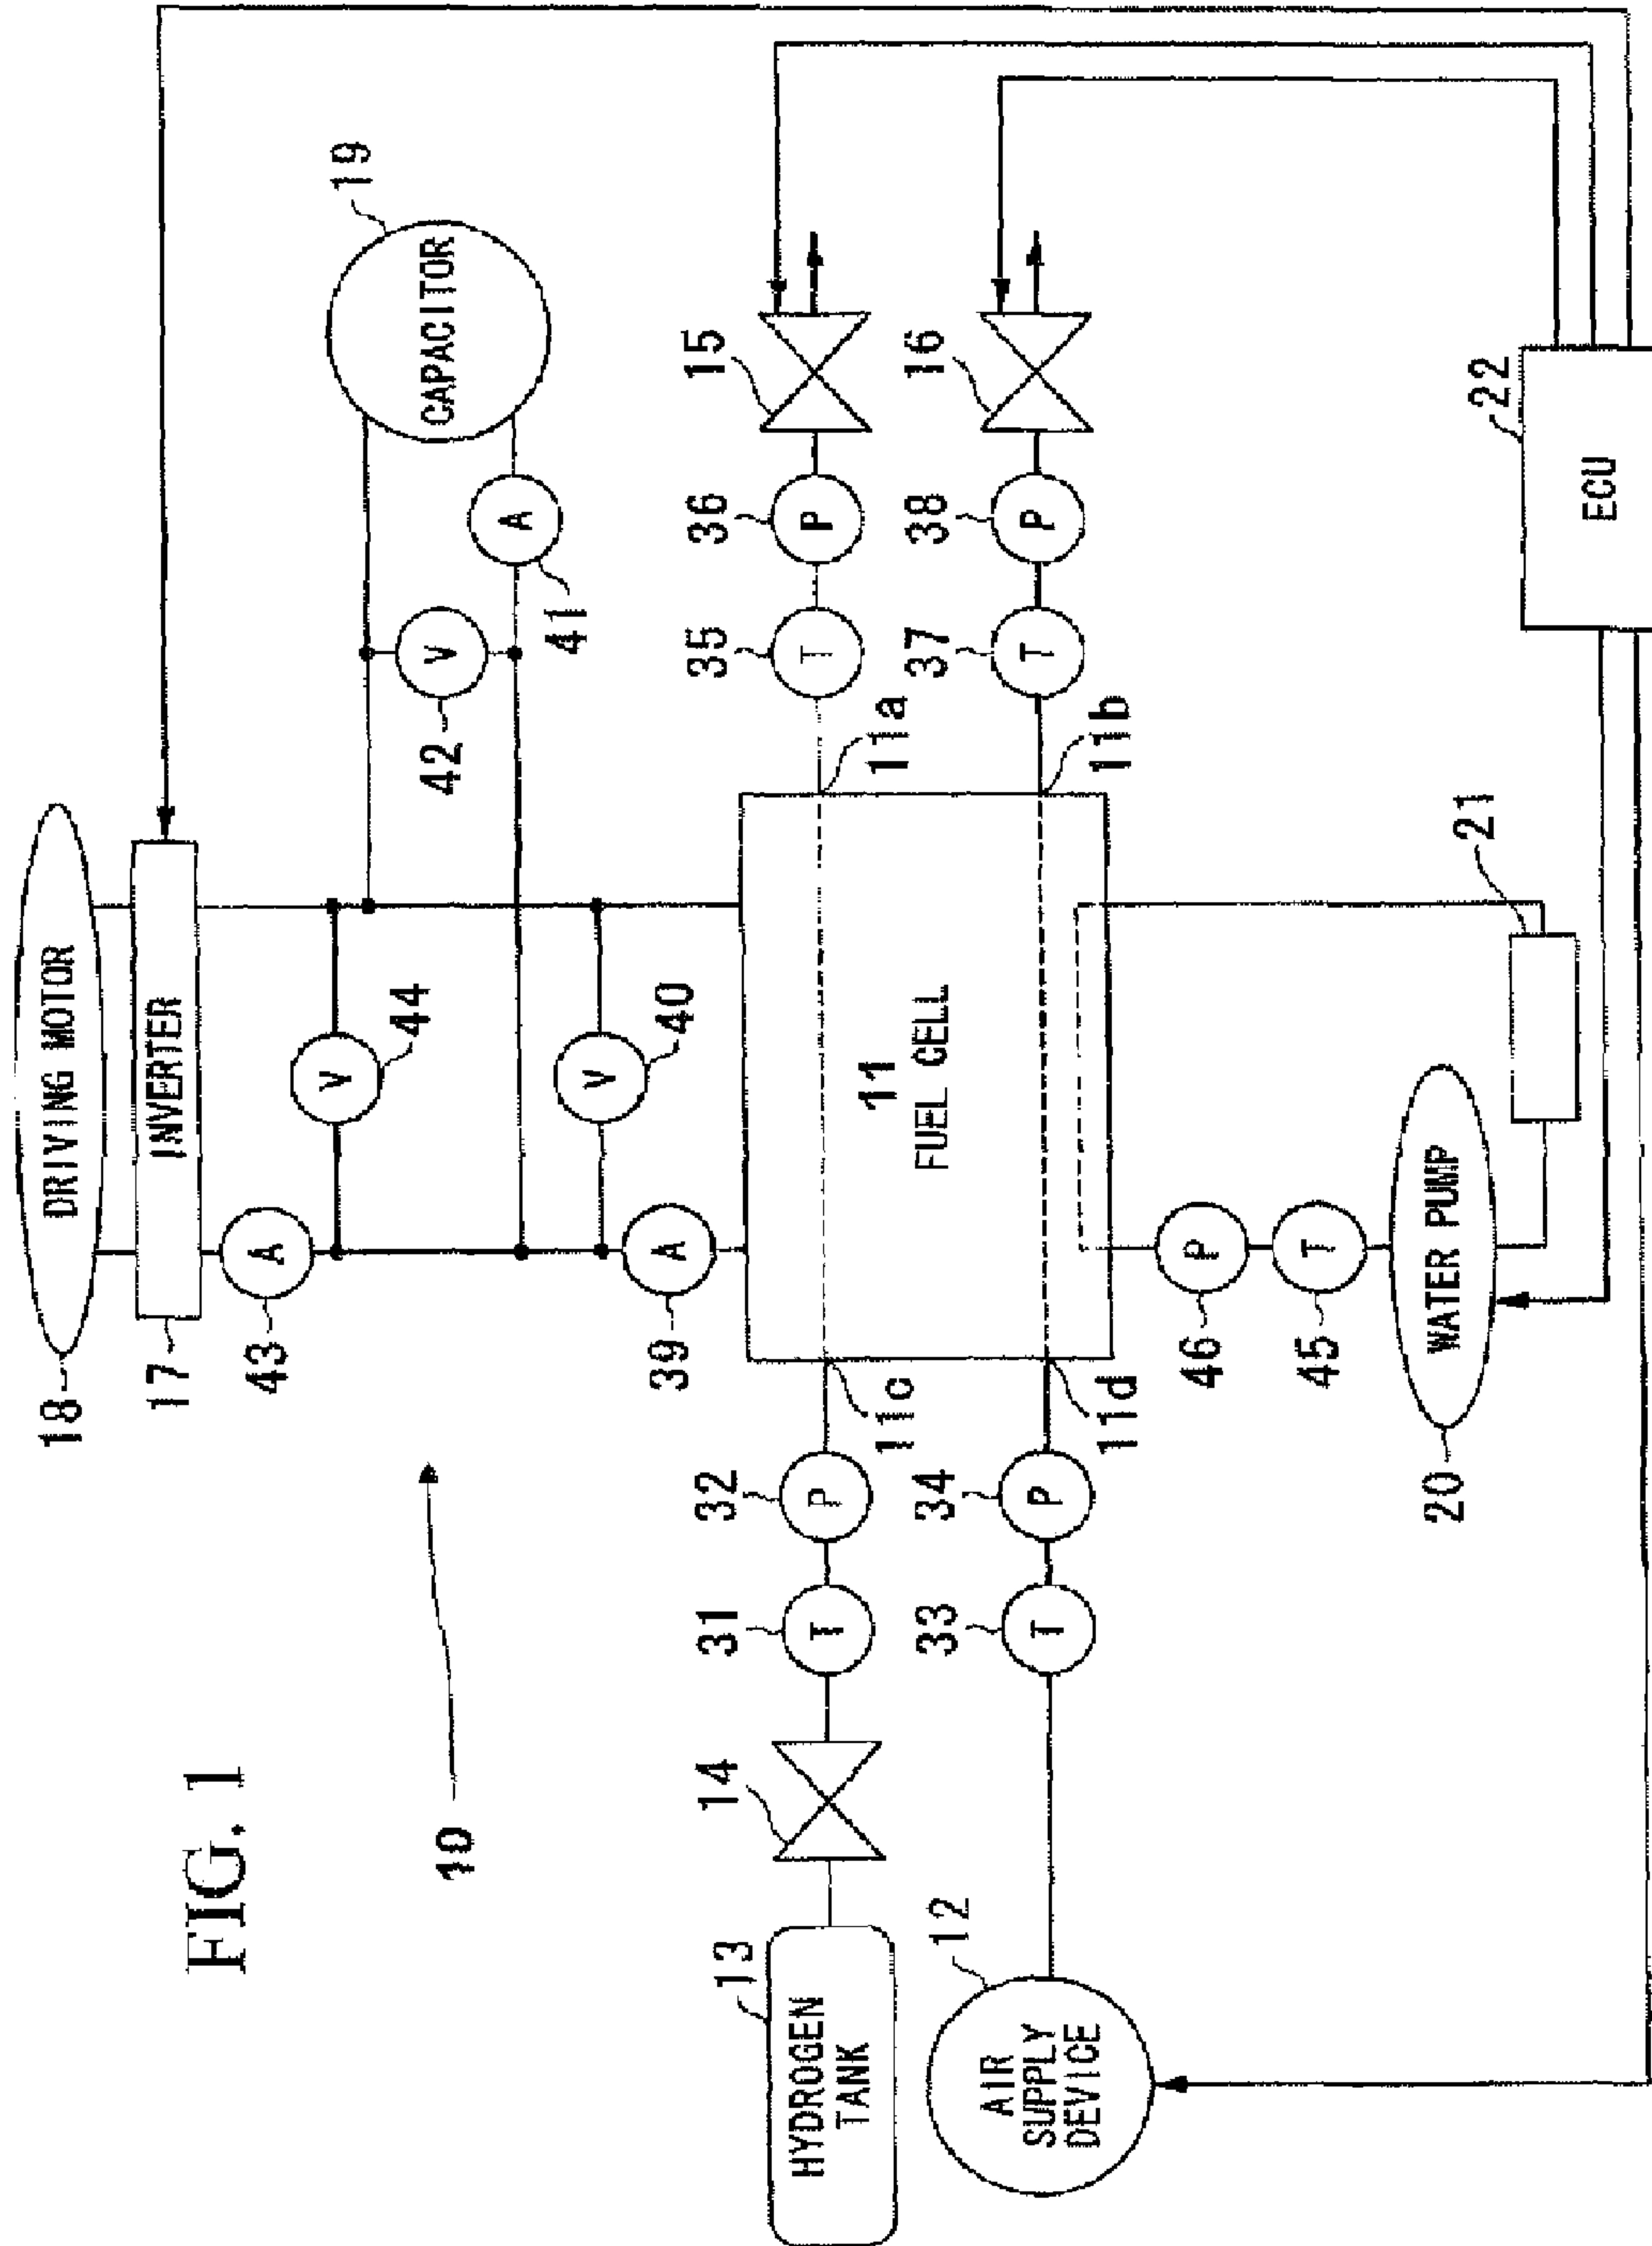 FIG. 1
10
18
DRIVING MOTOR
17
INVERTER
43
A
V
44
39
A
V
40
42
V
A
41
CAPACITOR
19
13
HYDROGEN
TANK
14
31
T
32
P
11c
11
FUEL CELL
11a
35
T
36
P
15
12
AIR
SUPPLY
DEVICE
33
T
34
P
11d
11b
37
T
38
P
16
46
P
45
T
20
WATER PUMP
21
22
ECU